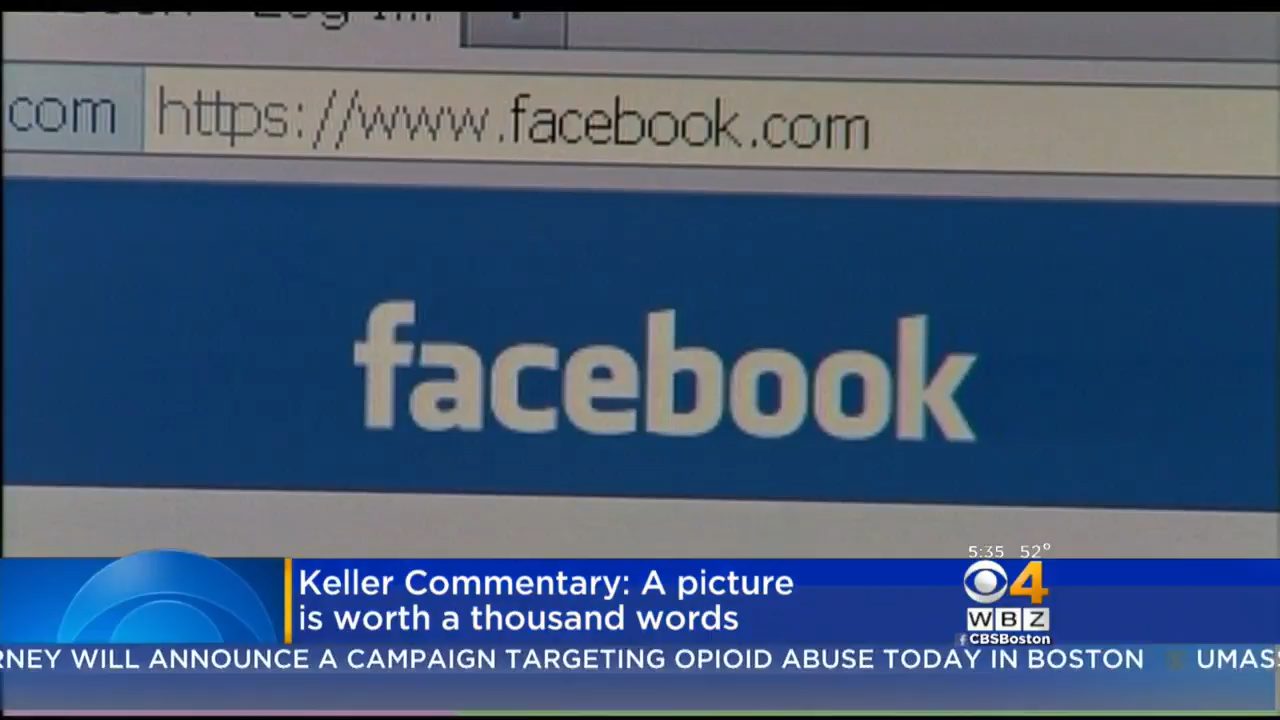 com https://www.facebook.com
facebook
5:35 52°
Keller Commentary: A picture
is worth a thousand words
4
WBZ
f CBSBoston
RNEY WILL ANNOUNCE A CAMPAIGN TARGETING OPIOID ABUSE TODAY IN BOSTON UMAS